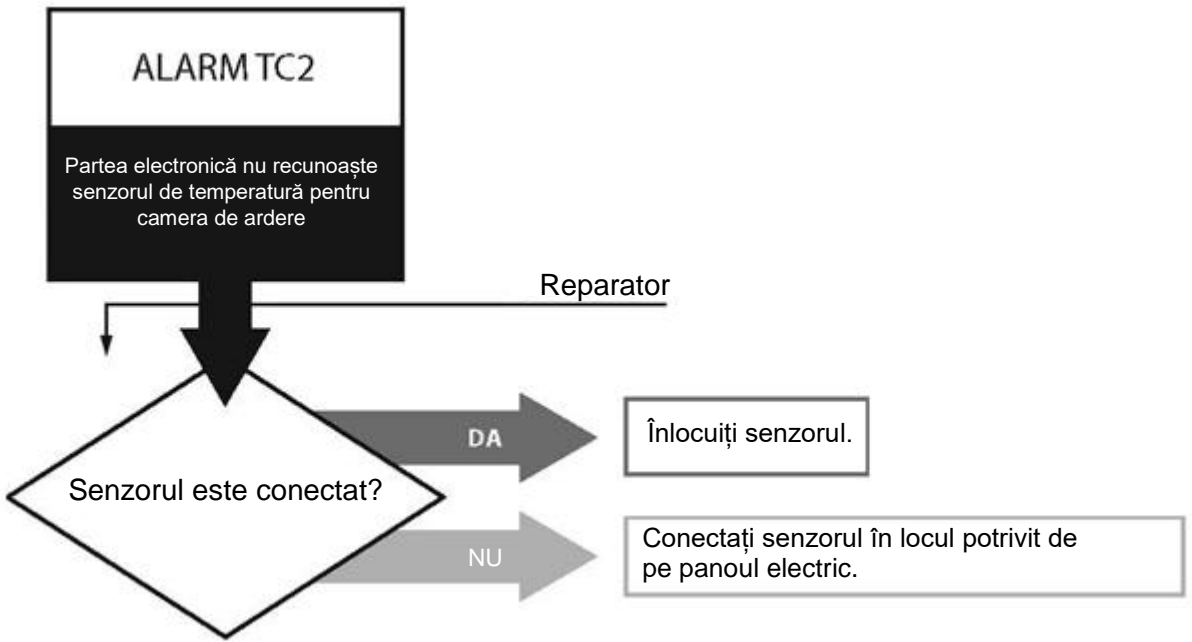 ALARM TC2
Partea electronică nu recunoaște
senzorul de temperatură pentru
camera de ardere
Reparator
Senzorul este conectat?
DA
Înlocuiți senzorul.
NU
Conectați senzorul în locul potrivit de
pe panoul electric.